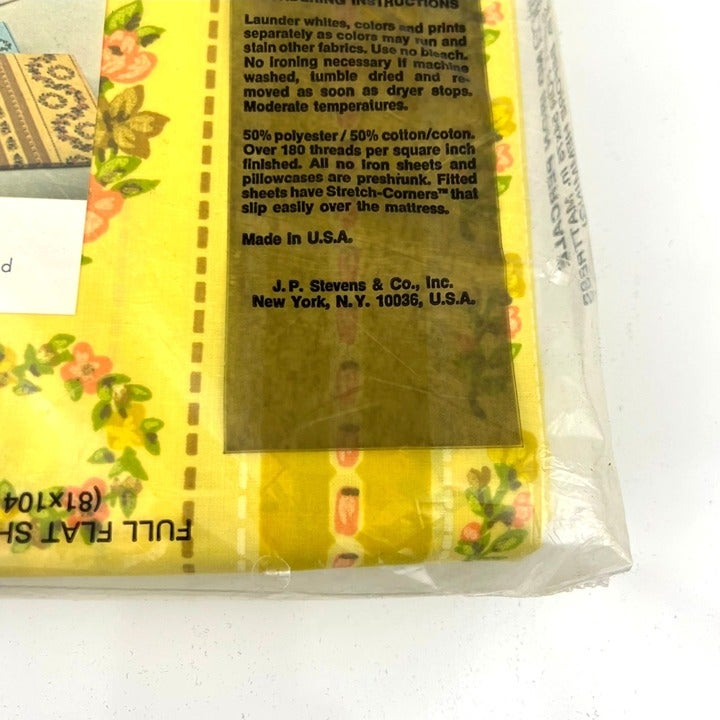 INSTRUCTIONS
Launder whites, colors and prints
separately as colors may run and
stain other fabrics. Use no bleach.
No ironing necessary if machine
washed, tumble dried and re-
moved as soon as dryer stops.
Moderate temperatures.
50% polyester / 50% cotton/coton.
Over 180 threads per square inch
finished. All no iron sheets and
pillowcases are preshrunk. Fitted
sheets have Stretch-Corners™ that
slip easily over the mattress.
Made in U.S.A.
J. P. Stevens & Co., Inc.
New York, N.Y. 10036, U.S.A.
FULL FLAT SH
(81x104